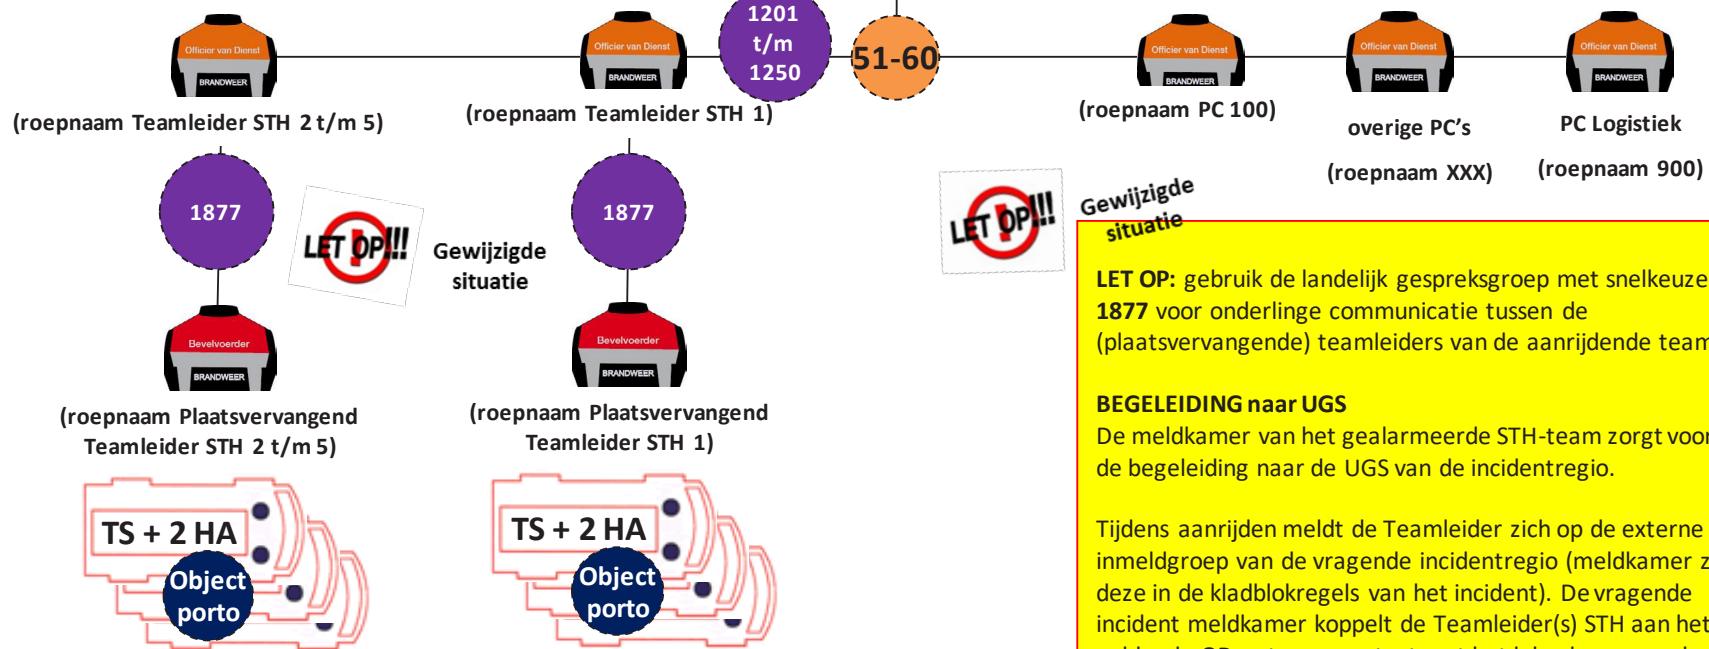 1201
t/m
1250
51-60
Officier van Dienst
BRANDWEER
Officier van Dienst
BRANDWEER
Officier van Dienst
BRANDWEER
Officier van Dienst
BRANDWEER
Officier van Dienst
BRANDWEER
(roepnaam Teamleider STH 2 t/m 5)
(roepnaam Teamleider STH 1)
(roepnaam PC 100)
overige PC's
(roepnaam XXX)
PC Logistiek
(roepnaam 900)
1877
1877
LET OP!!!
Gewijzigde
situatie
LET OP!!!
Gewijzigde
situatie
Bevelvoerder
BRANDWEER
Bevelvoerder
BRANDWEER
(roepnaam Plaatsvervangend
Teamleider STH 2 t/m 5)
(roepnaam Plaatsvervangend
Teamleider STH 1)
TS + 2 HA
Object
porto
TS + 2 HA
Object
porto
LET OP: gebruik de landelijk gespreksgroep met snelkeuze
1877 voor onderlinge communicatie tussen de
(plaatsvervangende) teamleiders van de aanrijdende team
BEGELEIDING naar UGS
De meldkamer van het gealarmeerde STH-team zorgt voor
de begeleiding naar de UGS van de incidentregio.
Tijdens aanrijden meldt de Teamleider zich op de externe
inmeldgroep van de vragende incidentregio (meldkamer z
deze in de kladblokregels van het incident). De vragende
incident meldkamer koppelt de Teamleider(s) STH aan het